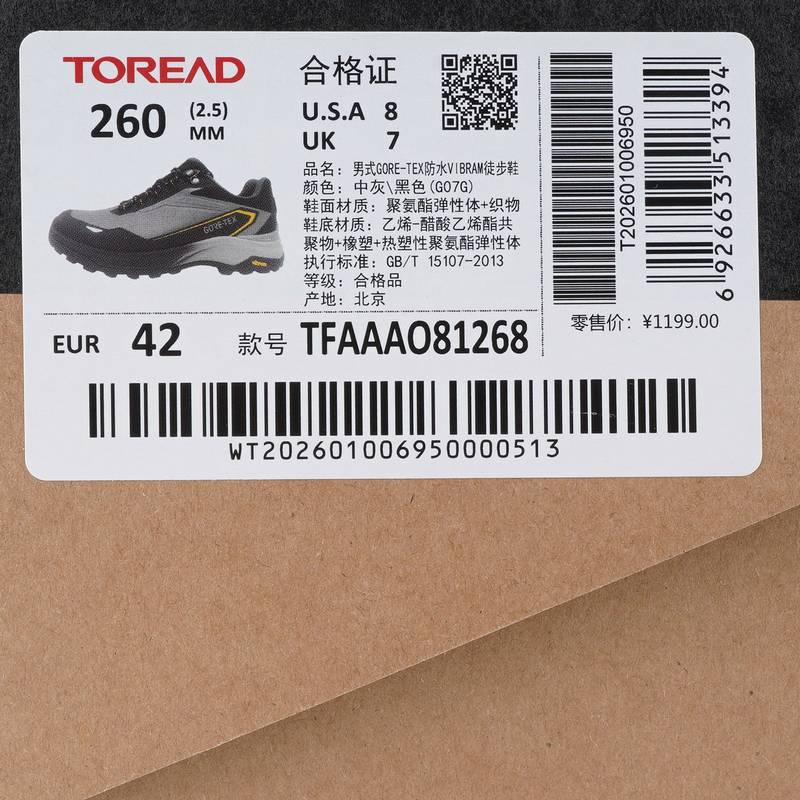 TOREAD
合格证
260 (2.5) MM
U.S.A 8
UK 7
GORE-TEX
vibram
品名: 男式GORE-TEX防水VIBRAM徒步鞋
颜色: 中灰\黑色(G07G)
鞋面材质: 聚氨酯弹性体+织物
鞋底材质: 乙烯-醋酸乙烯酯共
聚物+橡塑+热塑性聚氨酯弹性体
执行标准: GB/T 15107-2013
等级: 合格品
产地: 北京
T202601006950
6926633513394
零售价: ¥1199.00
EUR 42
款号 TFAAAO81268
WT202601006950000513